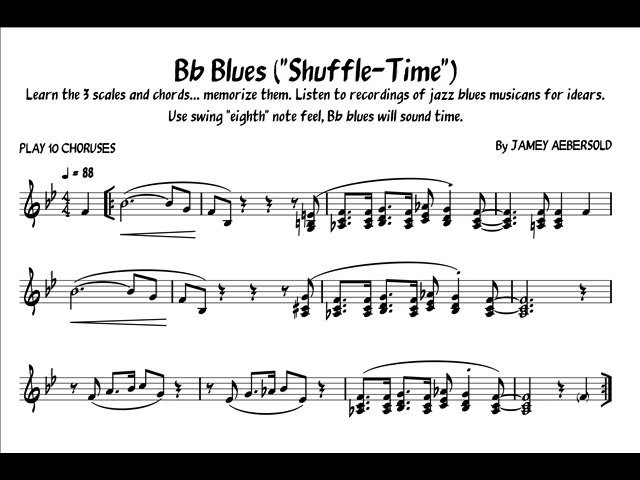 Bb Blues ("Shuffle-Time")
Learn the 3 scales and chords... memorize them. Listen to recordings of jazz blues musicans for idears.
Use swing "eighth" note feel, Bb blues will sound time.
PLAY 10 CHORUSES
By JAMEY AEBERSOLD
♩ = 88
4
4